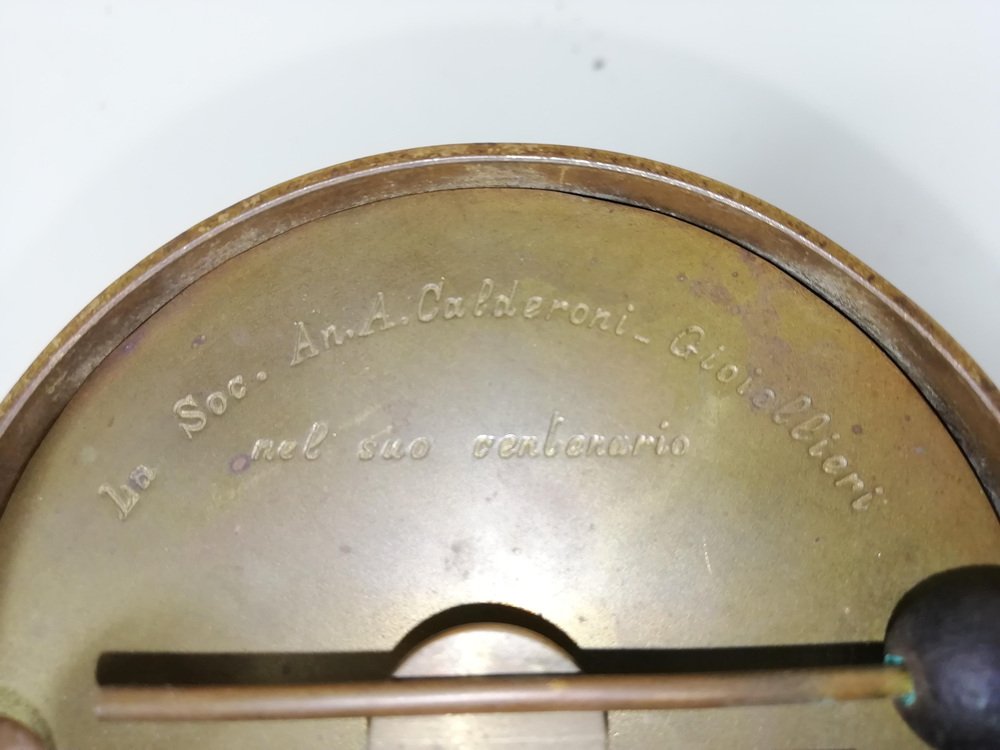 La Soc. An. A. Calderoni - Gioiellieri
nel suo centenario